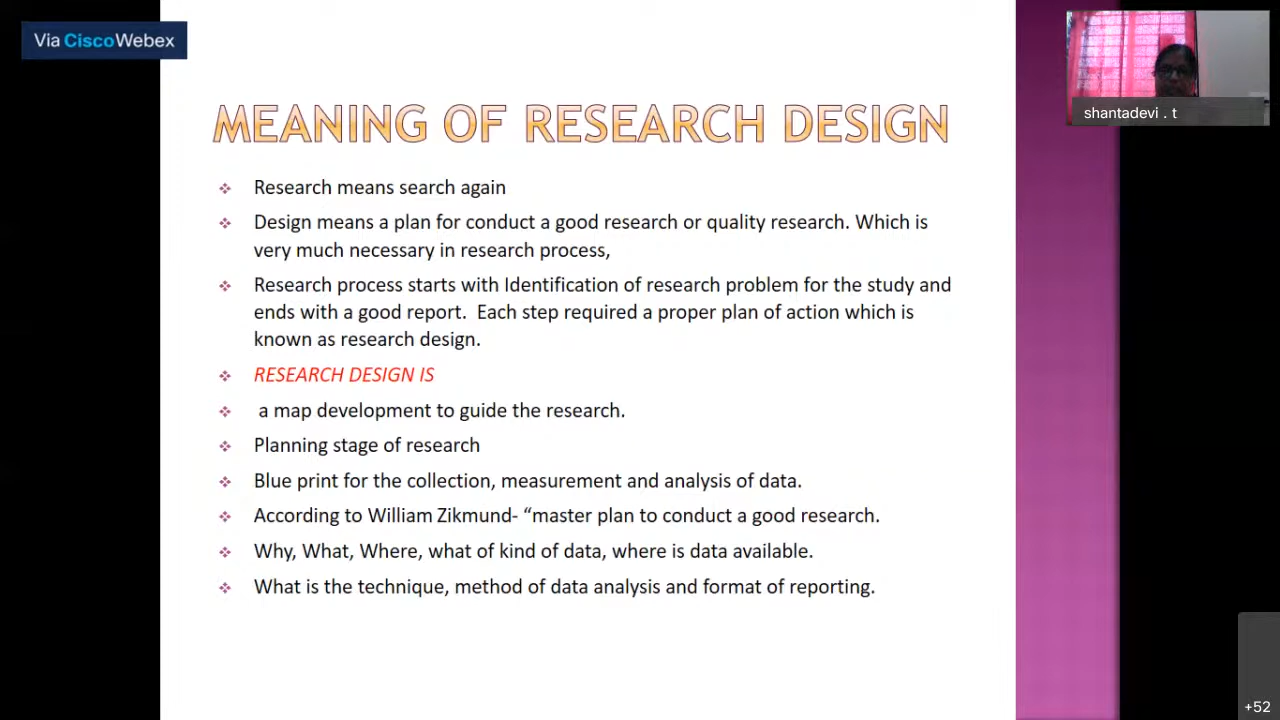 Via CiscoWebex
shantadevi . t
MEANING OF RESEARCH DESIGN
Research means search again
Design means a plan for conduct a good research or quality research. Which is
very much necessary in research process,
Research process starts with Identification of research problem for the study and
ends with a good report.  Each step required a proper plan of action which is
known as research design.
RESEARCH DESIGN IS
a map development to guide the research.
Planning stage of research
Blue print for the collection, measurement and analysis of data.
According to William Zikmund- “master plan to conduct a good research.
Why, What, Where, what of kind of data, where is data available.
What is the technique, method of data analysis and format of reporting.
+52